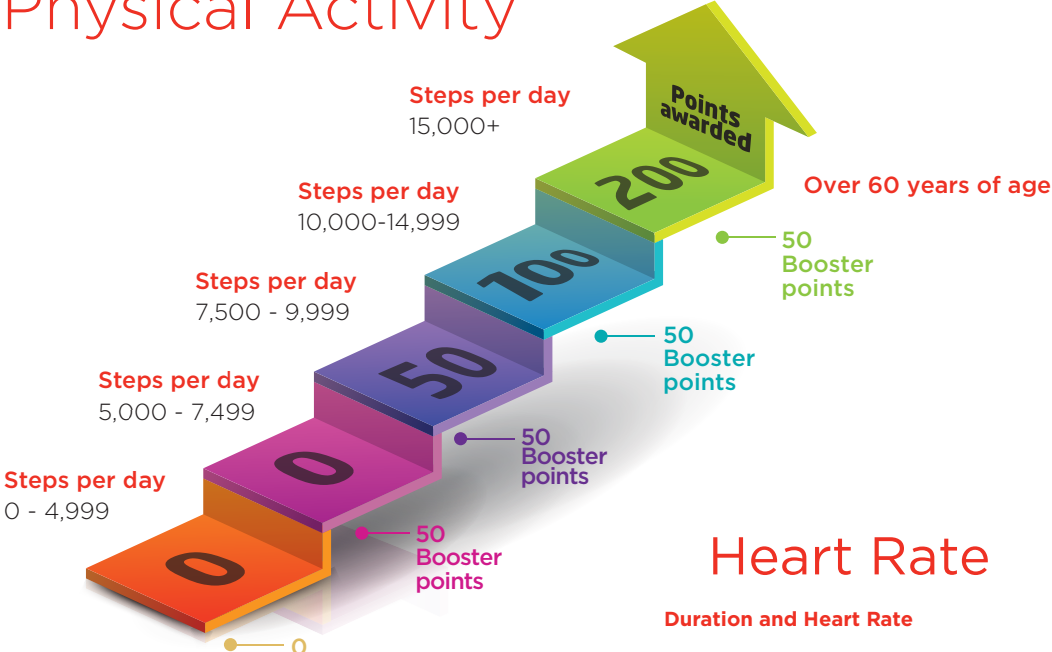 Physical Activity
Steps per day
15,000+
Points
awarded
200
Over 60 years of age
50
Booster
points
Steps per day
10,000-14,999
100
50
Booster
points
Steps per day
7,500 - 9,999
50
50
Booster
points
Steps per day
5,000 - 7,499
0
50
Booster
points
Steps per day
0 - 4,999
0
0
Heart Rate
Duration and Heart Rate